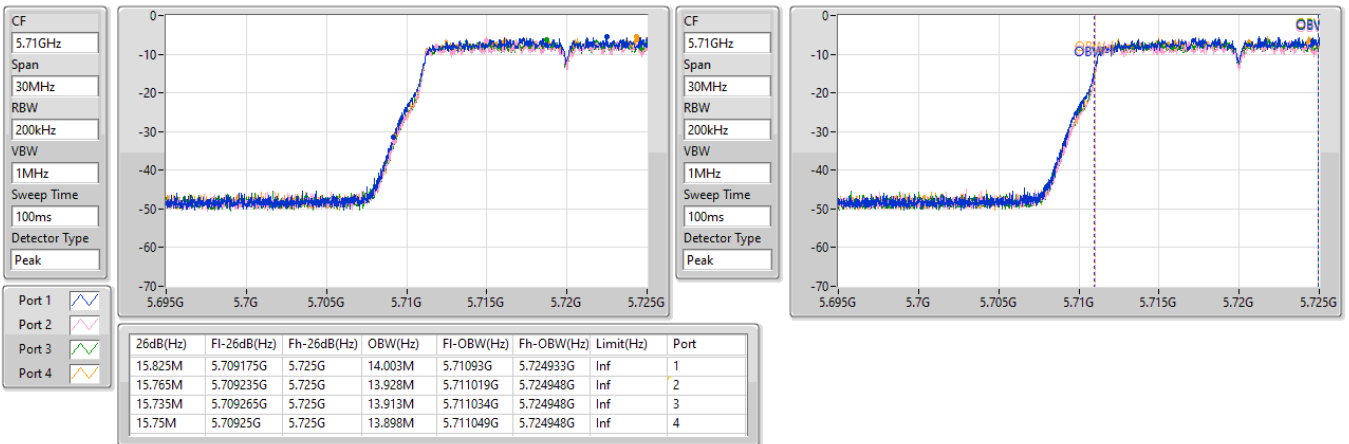 CF
5.71GHz
Span
30MHz
RBW
200kHz
VBW
1MHz
Sweep Time
100ms
Detector Type
Peak
0
-10
-20
-30
-40
-50
-60
-70
5.695G 5.7G 5.705G 5.71G 5.715G 5.72G 5.725G
CF
5.71GHz
Span
30MHz
RBW
200kHz
VBW
1MHz
Sweep Time
100ms
Detector Type
Peak
0
-10
-20
-30
-40
-50
-60
-70
OBW
OBW
5.695G 5.7G 5.705G 5.71G 5.715G 5.72G 5.725G
Port 1
Port 2
Port 3
Port 4
26dB(Hz) Fl-26dB(Hz) Fh-26dB(Hz) OBW(Hz) Fl-OBW(Hz) Fh-OBW(Hz) Limit(Hz) Port
15.825M 5.709175G 5.725G 14.003M 5.71093G 5.724933G Inf 1
15.765M 5.709235G 5.725G 13.928M 5.711019G 5.724948G Inf 2
15.735M 5.709265G 5.725G 13.913M 5.711034G 5.724948G Inf 3
15.75M 5.70925G 5.725G 13.898M 5.711049G 5.724948G Inf 4